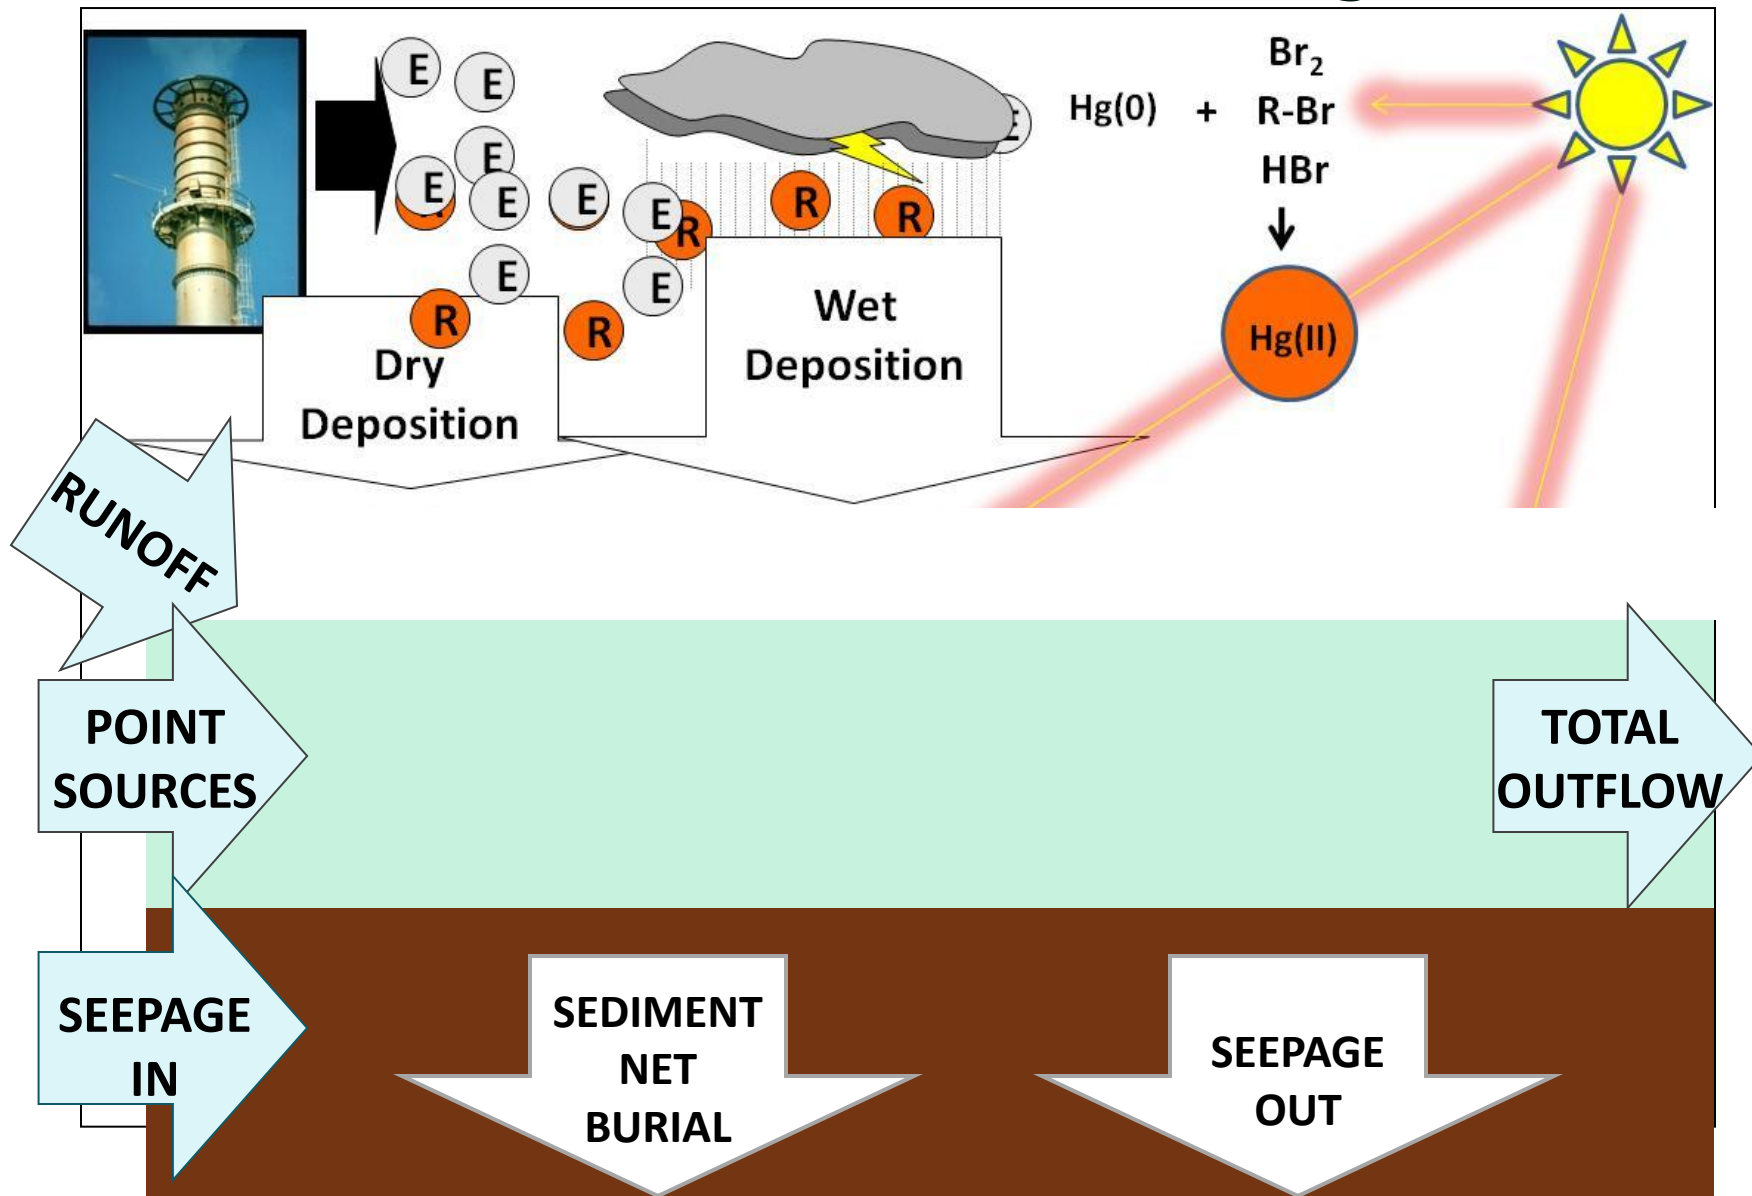 E
E
E
E
E
E
E
E
E
E
R
R
R
R
R
Hg(0) +
Br₂
R-Br
HBr
Hg(II)
Dry
Deposition
Wet
Deposition
RUNOFF
POINT
SOURCES
TOTAL
OUTFLOW
SEEPAGE
IN
SEDIMENT
NET
BURIAL
SEEPAGE
OUT